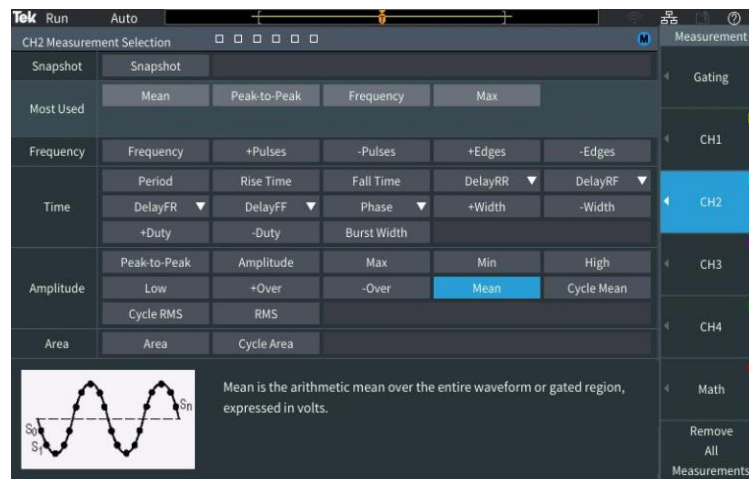 Tek Run Auto
CH2 Measurement Selection M Measurement
Snapshot Snapshot
Gating
Most Used Mean Peak-to-Peak Frequency Max
CH1
Frequency Frequency +Pulses -Pulses +Edges -Edges
Time Period Rise Time Fall Time DelayRR DelayRF
DelayFR DelayFF Phase +Width -Width
CH2
+Duty -Duty Burst Width
Amplitude Peak-to-Peak Amplitude Max Min High
CH3
Low +Over -Over Mean Cycle Mean
Cycle RMS RMS
CH4
Area Area Cycle Area
Mean is the arithmetic mean over the entire waveform or gated region,
expressed in volts.
Math
S0 S1 Sn
Remove
All
Measurements